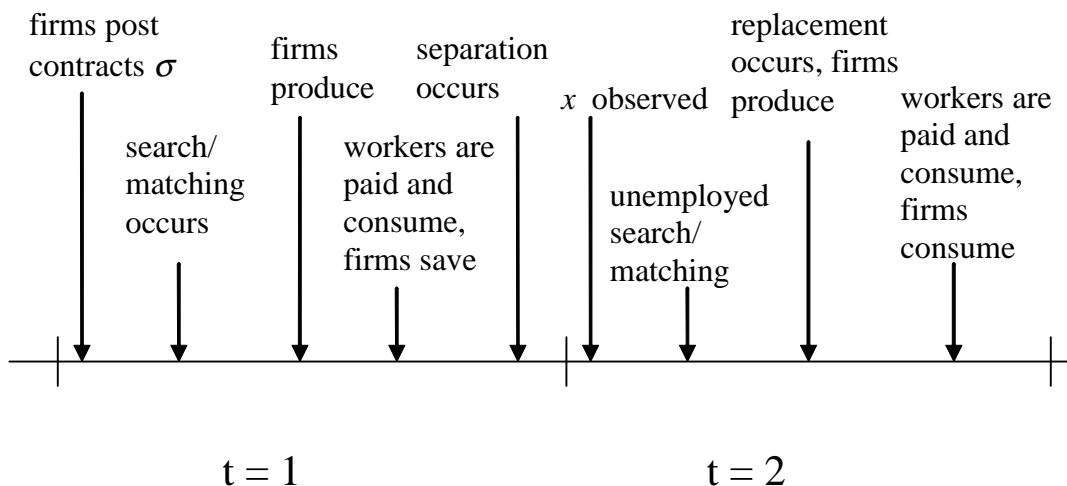 firms post
contracts σ
search/
matching
occurs
firms
produce
workers are
paid and
consume,
firms save
separation
occurs
x observed
unemployed
search/
matching
replacement
occurs, firms
produce
workers are
paid and
consume,
firms
consume
t = 1
t = 2